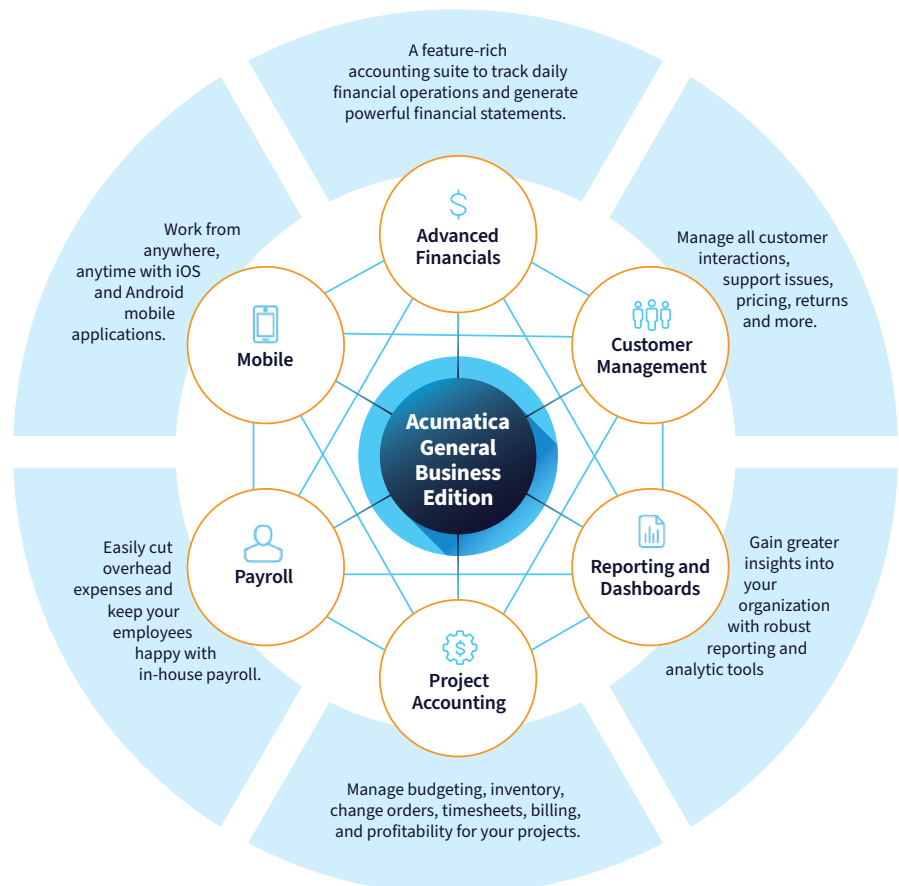 A feature-rich
accounting suite to track daily
financial operations and generate
powerful financial statements.
Advanced
Financials
Manage all customer
interactions,
support issues,
pricing, returns
and more.
Customer
Management
Work from
anywhere,
anytime with iOS
and Android
mobile
applications.
Mobile
Acumatica
General
Business
Edition
Gain greater
insights into
your
organization
with robust
reporting and
analytic tools
Reporting and
Dashboards
Easily cut
overhead
expenses and
keep your
employees
happy with
in-house payroll.
Payroll
$
Project
Accounting
Manage budgeting, inventory,
change orders, timesheets, billing,
and profitability for your projects.